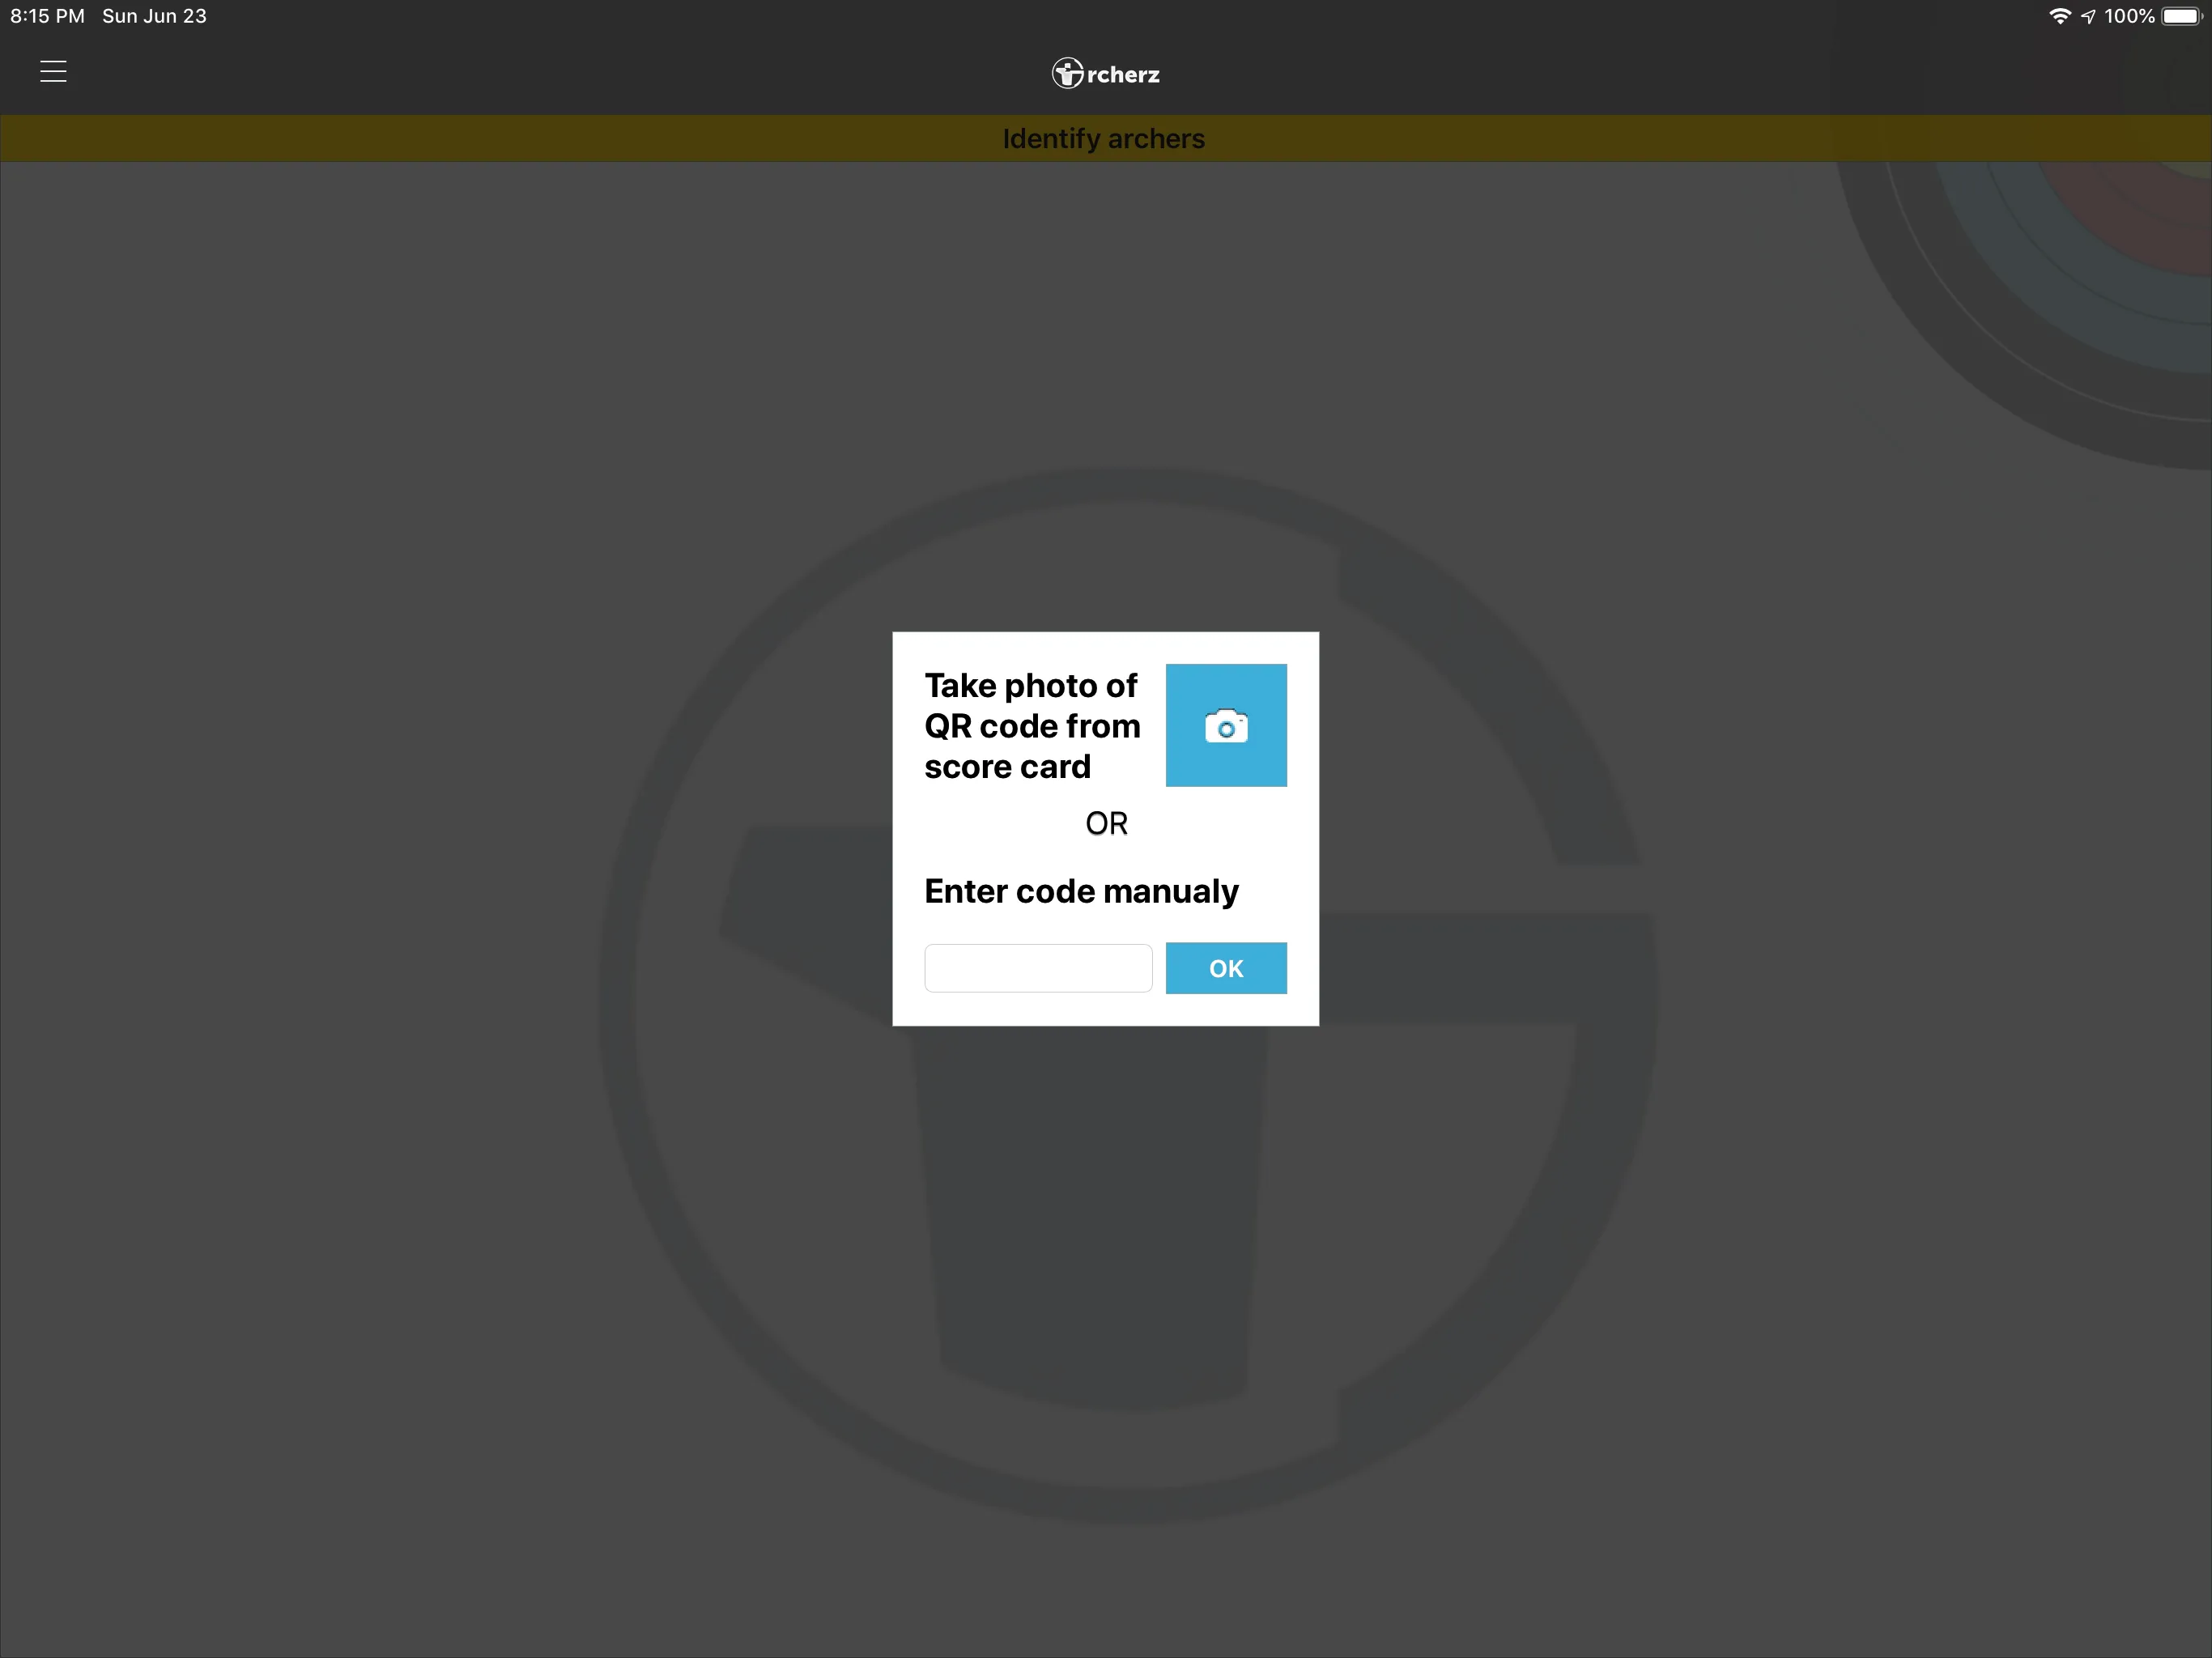 8:15 PM Sun Jun 23
100%
rcherz
Identify archers
Take photo of
QR code from
score card
OR
Enter code manualy
OK